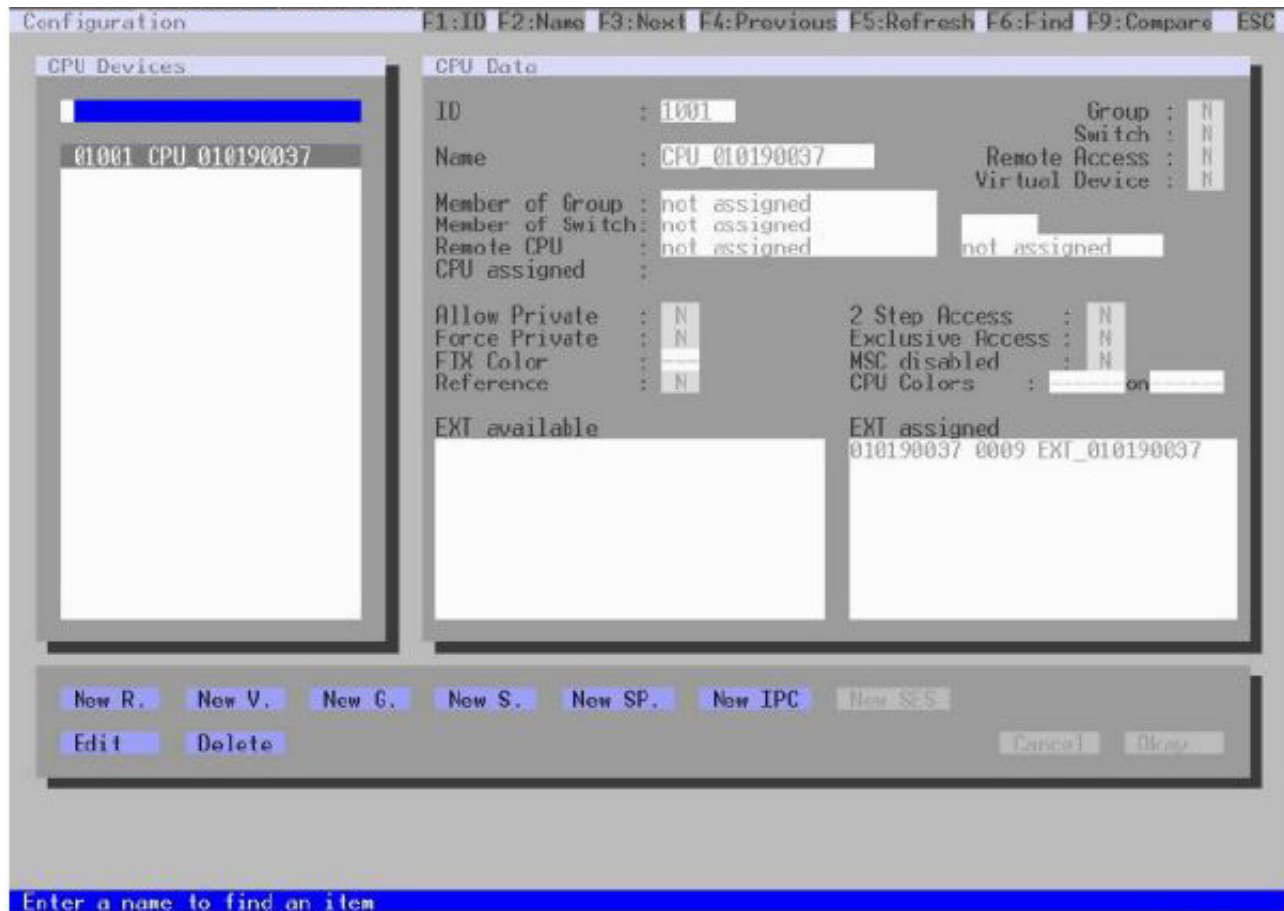 Configuration F1:ID F2:Name F3:Next F4:Previous F5:Refresh F6:Find F9:Compare ESC
CPU Devices
01001 CPU_010190037
CPU Data
ID : 1001
Group : N
Switch : N
Name : CPU_010190037
Remote Access : N
Virtual Device : N
Member of Group : not assigned
Member of Switch: not assigned
Remote CPU : not assigned not assigned
CPU assigned :
Allow Private : N 2 Step Access : N
Force Private : N Exclusive Access : N
FIX Color : --- MSC disabled : N
Reference : N CPU Colors : ------on------
EXT available EXT assigned
010190037 0009 EXT_010190037
New R. New V. New G. New S. New SP. New IPC New SES
Edit Delete Cancel Okay
Enter a name to find an item